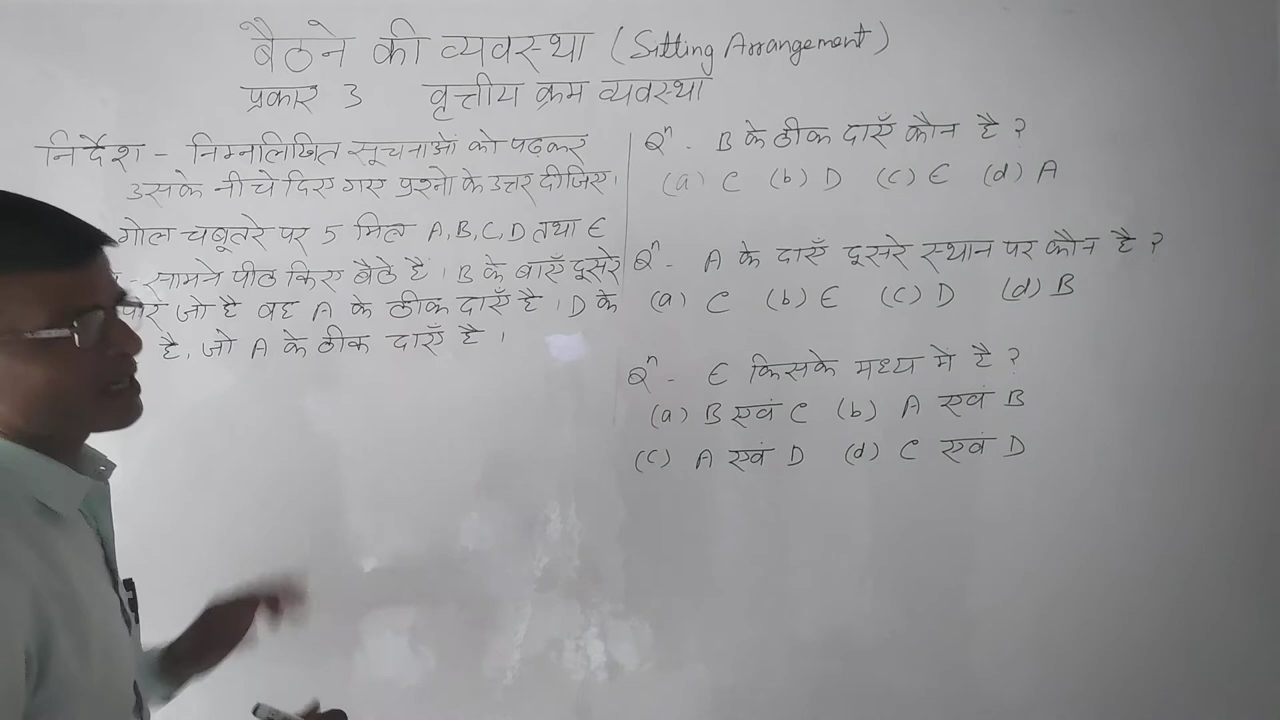 बैठने की व्यवस्था (Sitting Arrangement)
प्रकार 3 वृत्तीय क्रम व्यवस्था
निर्देश - निम्नलिखित सूचनाओं को पढ़कर
उसके नीचे दिए गए प्रश्नो के उत्तर दीजिए।
गोल चबूतरे पर 5 मित्र A, B, C, D तथा E
सामने पीठ किए बैठे है। B के बाएँ दूसरे
जो है वह A के ठीक दाएँ है। D के
है, जो A के ठीक दाएँ है।
Qⁿ - B के ठीक दाएँ कौन है ?
(a) C (b) D (c) E (d) A
Qⁿ - A के दाएँ दूसरे स्थान पर कौन है ?
(a) C (b) E (c) D (d) B
Qⁿ - E किसके मध्य में है ?
(a) B एवं C (b) A एवं B
(c) A एवं D (d) C एवं D